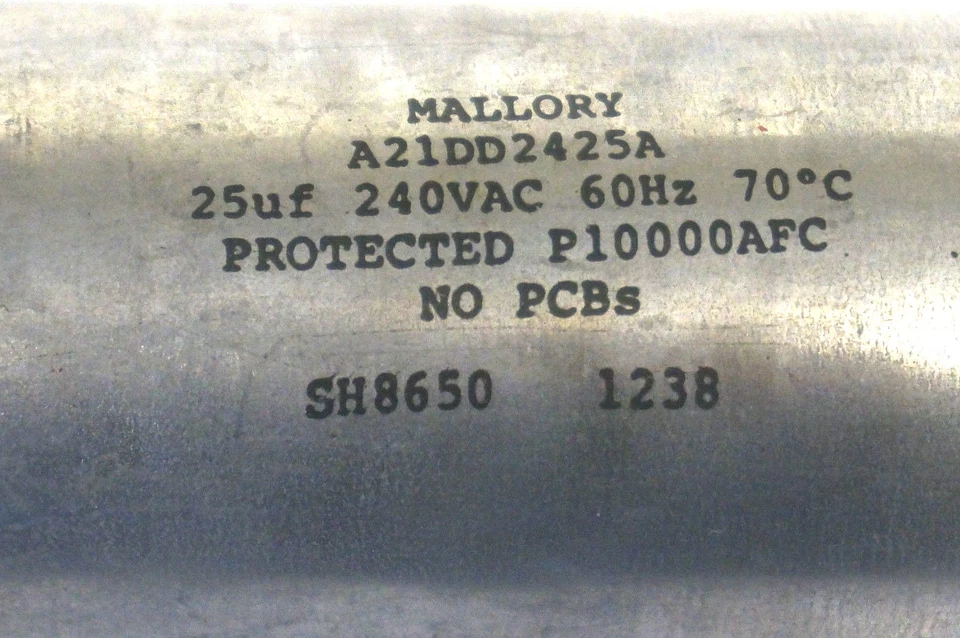 MALLORY
A21DD2425A
25uf 240VAC 60Hz 70°C
PROTECTED P10000AFC
NO PCBs
SH8650 1238